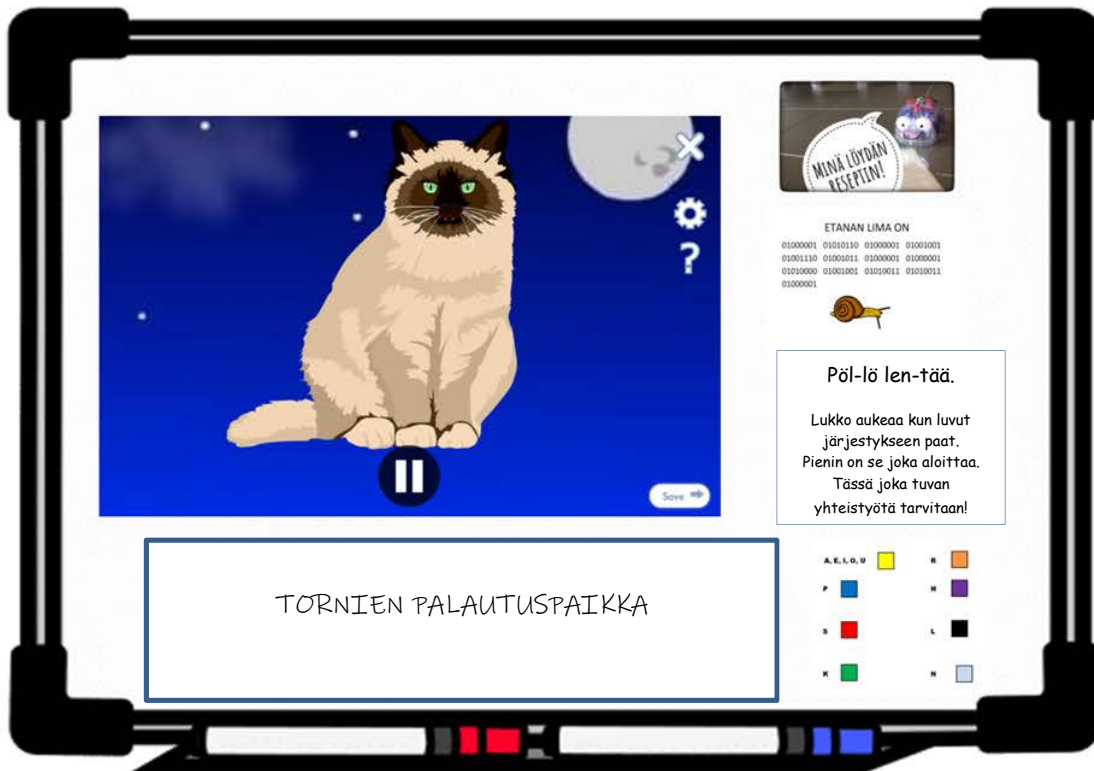 MINÄ LÖYDÄN
RESEPTIN!
ETANAN LIMA ON
01000001 01010110 01000001 01001001
01001110 01001011 01000001 01000001
01010000 01001001 01010011 01010011
01000001
?
Save
Pöl-lö len-tää.
Lukko aukeaa kun luvut
järjestykseen paat.
Pienin on se joka aloittaa.
Tässä joka tuvan
yhteistyötä tarvitaan!
TORNIEN PALAUTUSPAIKKA
A, E, I, O, U
R
P
H
S
L
K
N